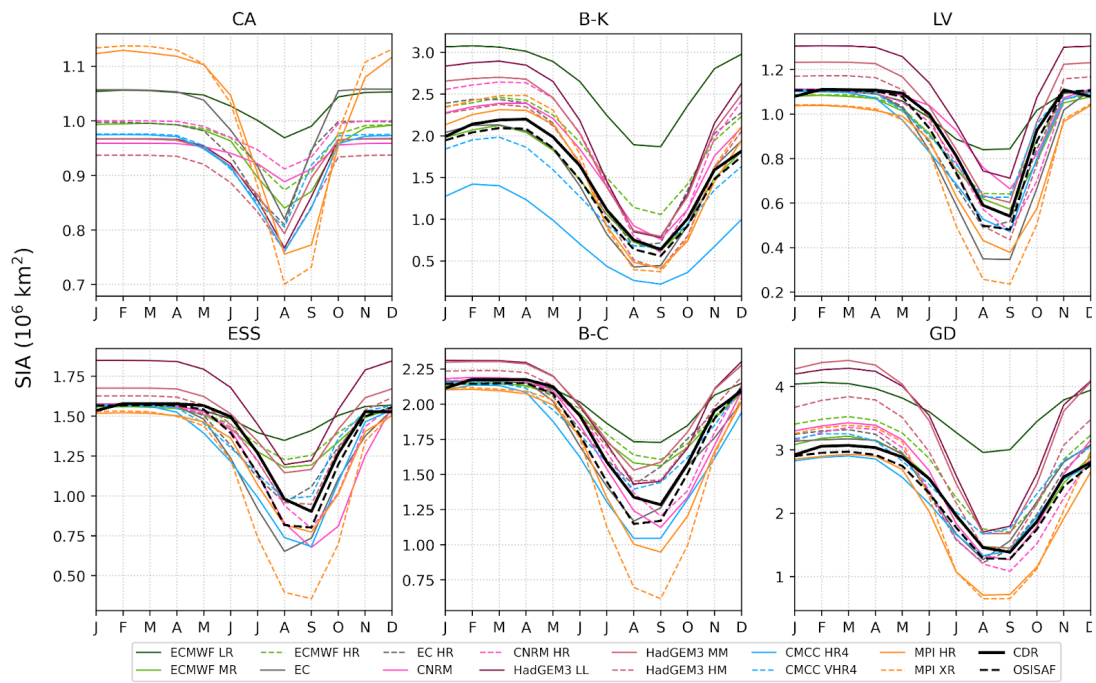 CA
B-K
LV
1.1
1.0
0.9
0.8
0.7
3.0
2.5
2.0
1.5
1.0
0.5
1.2
1.0
0.8
0.6
0.4
0.2
J F M A M J J A S O N D
J F M A M J J A S O N D
J F M A M J J A S O N D
SIA (10⁶ km²)
ESS
B-C
GD
1.75
1.50
1.25
1.00
0.75
0.50
2.25
2.00
1.75
1.50
1.25
1.00
0.75
4
3
2
1
J F M A M J J A S O N D
J F M A M J J A S O N D
J F M A M J J A S O N D
ECMWF LR ECMWF HR EC HR CNRM HR HadGEM3 MM CMCC HR4 MPI HR CDR
ECMWF MR EC CNRM HadGEM3 LL HadGEM3 HM CMCC VHR4 MPI XR OSISAF